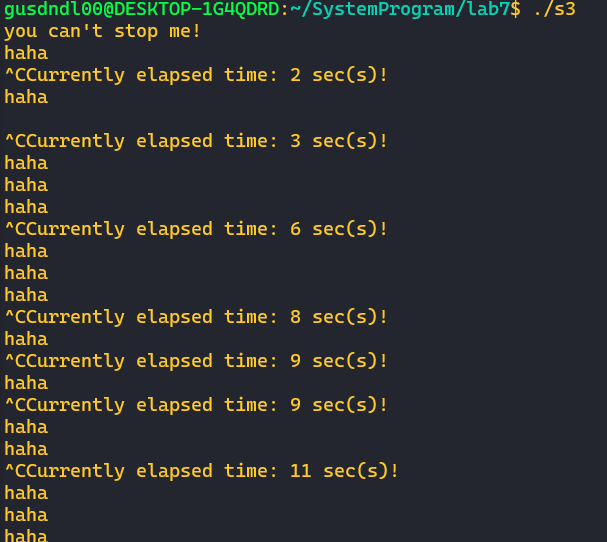 gusdndl00@DESKTOP-1G4QDRD:~/SystemProgram/lab7$ ./s3
you can't stop me!
haha
^CCurrently elapsed time: 2 sec(s)!
haha
^CCurrently elapsed time: 3 sec(s)!
haha
haha
haha
^CCurrently elapsed time: 6 sec(s)!
haha
haha
haha
^CCurrently elapsed time: 8 sec(s)!
haha
^CCurrently elapsed time: 9 sec(s)!
haha
^CCurrently elapsed time: 9 sec(s)!
haha
haha
^CCurrently elapsed time: 11 sec(s)!
haha
haha
haha